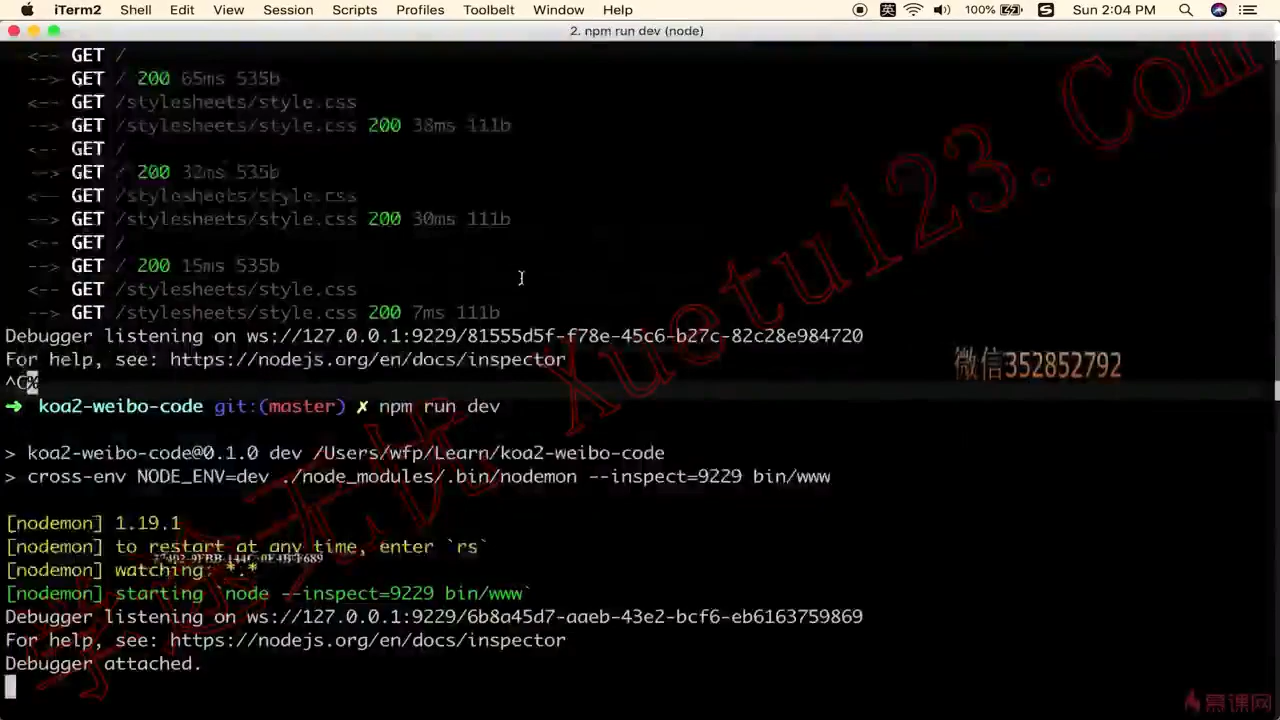 iTerm2 Shell Edit View Session Scripts Profiles Toolbelt Window Help 英 100% Sun 2:04 PM
2. npm run dev (node)
<-- GET /
--> GET / 200 65ms 535b
<-- GET /stylesheets/style.css
--> GET /stylesheets/style.css 200 38ms 111b
<-- GET /
--> GET / 200 32ms 535b
<-- GET /stylesheets/style.css
--> GET /stylesheets/style.css 200 30ms 111b
<-- GET /
--> GET / 200 15ms 535b
<-- GET /stylesheets/style.css
--> GET /stylesheets/style.css 200 7ms 111b
Debugger listening on ws://127.0.0.1:9229/81555d5f-f78e-45c6-b27c-82c28e984720
For help, see: https://nodejs.org/en/docs/inspector
微信352852792
^C%
➜ koa2-weibo-code git:(master) ✗ npm run dev
> koa2-weibo-code@0.1.0 dev /Users/wfp/Learn/koa2-weibo-code
> cross-env NODE_ENV=dev ./node_modules/.bin/nodemon --inspect=9229 bin/www
[nodemon] 1.19.1
[nodemon] to restart at any time, enter `rs`
[nodemon] watching: *.*
[nodemon] starting `node --inspect=9229 bin/www`
Debugger listening on ws://127.0.0.1:9229/6b8a45d7-aaeb-43e2-bcf6-eb6163759869
For help, see: https://nodejs.org/en/docs/inspector
Debugger attached.
学途无忧 Xuetu123.Com
慕课网